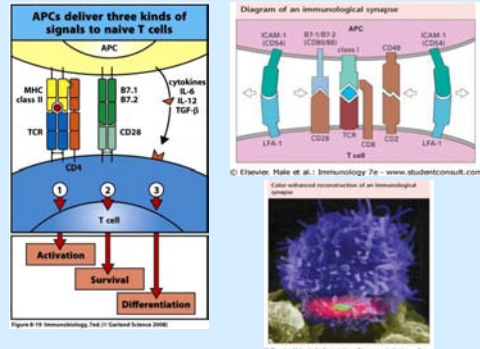 APCs deliver three kinds of
signals to naive T cells
APC
MHC
class II
TCR
CD4
B7.1
B7.2
CD28
cytokines
IL-6
IL-12
TGF-β
1
2
3
T cell
Activation
Survival
Differentiation
Figure 8-19 Immunobiology, 7ed. (© Garland Science 2008)
Diagram of an immunological synapse
APC
ICAM-1
(CD54)
B7-1/B7-2
(CD80/86)
class I
CD48
ICAM-1
(CD54)
LFA-1
CD28
TCR
CD8
CD2
LFA-1
T cell
© Elsevier. Male et al.: Immunology 7e - www.studentconsult.com
Color enhanced reconstruction of an immunological
synapse